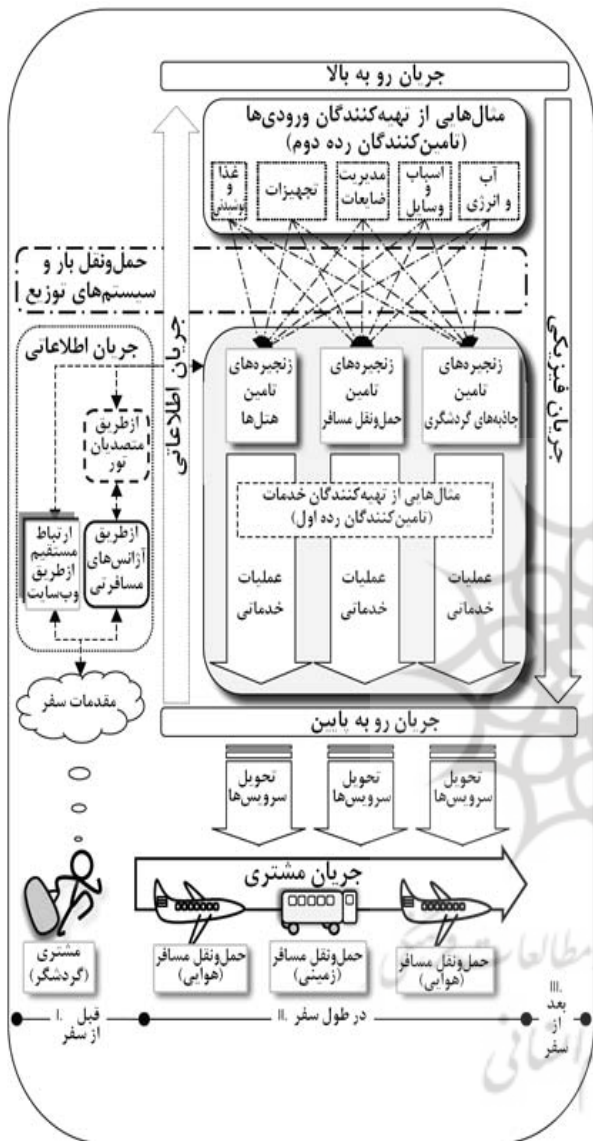 جریان رو به بالا
مثال‌هایی از تهیه‌کنندگان ورودی‌ها
(تامین‌کنندگان رده دوم)
آب
و انرژی
اسباب
و
وسایل
مدیریت
ضایعات
تجهیزات
غذا
و
نوشیدنی
حمل‌ونقل بار و
سیستم‌های توزیع
جریان فیزیکی
جریان اطلاعاتی
جریان اطلاعاتی
ازطریق
متصدیان
تور
ازطریق
آژانس‌های
مسافرتی
ارتباط
مستقیم
ازطریق
وب‌سایت
مقدمات سفر
زنجیره‌های
تامین
جاذبه‌های گردشگری
زنجیره‌های
تامین
حمل‌ونقل مسافر
زنجیره‌های
تامین
هتل‌ها
مثال‌هایی از تهیه‌کنندگان خدمات
(تامین‌کنندگان رده اول)
عملیات
خدماتی
عملیات
خدماتی
عملیات
خدماتی
جریان رو به پایین
تحویل
سرویس‌ها
تحویل
سرویس‌ها
تحویل
سرویس‌ها
جریان مشتری
مشتری
(گردشگر)
حمل‌ونقل مسافر
(هوایی)
حمل‌ونقل مسافر
(زمینی)
حمل‌ونقل مسافر
(هوایی)
I. قبل
از سفر
II. در طول سفر
III.
بعد
از
سفر
مطالعات